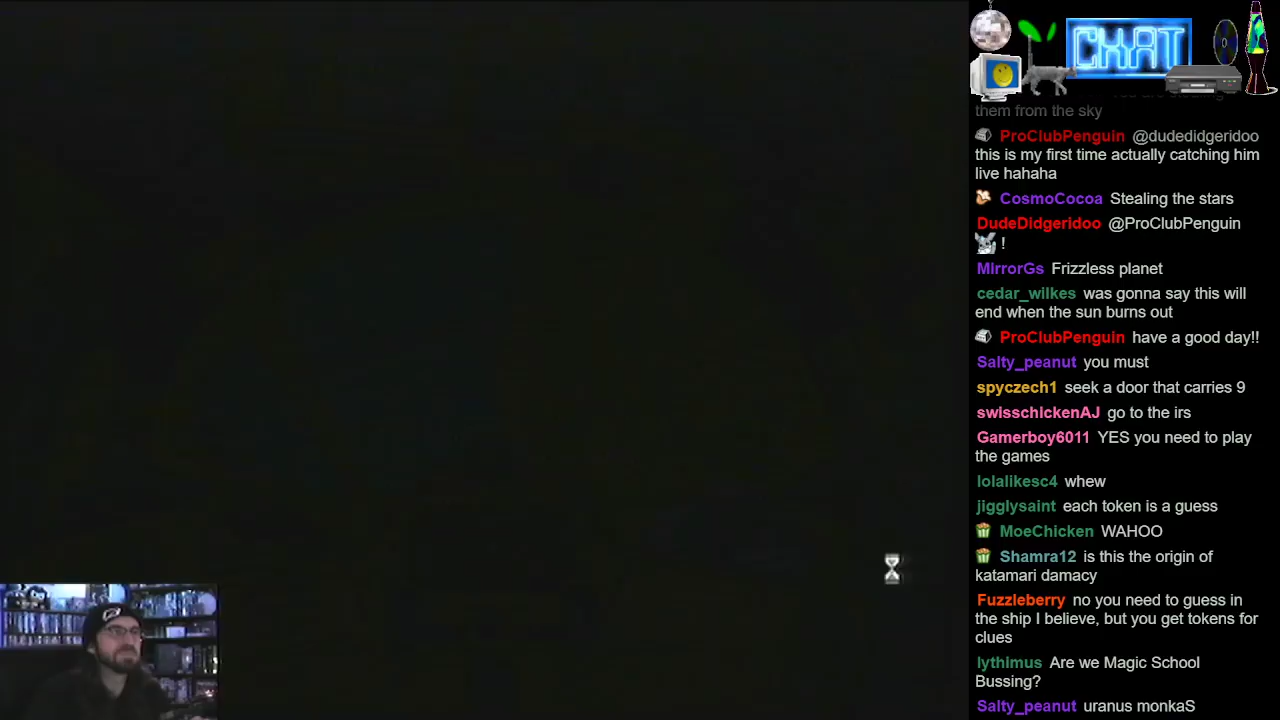 CHAT
them from the sky
ProClubPenguin @dudedidgeridoo
this is my first time actually catching him
live hahaha
CosmoCocoa Stealing the stars
DudeDidgeridoo @ProClubPenguin
!
MIrrorGs Frizzless planet
cedar_wilkes was gonna say this will
end when the sun burns out
ProClubPenguin have a good day!!
Salty_peanut you must
spyczech1 seek a door that carries 9
swisschickenAJ go to the irs
Gamerboy6011 YES you need to play
the games
lolalikesc4 whew
jigglysaint each token is a guess
MoeChicken WAHOO
Shamra12 is this the origin of
katamari damacy
Fuzzleberry no you need to guess in
the ship I believe, but you get tokens for
clues
lythimus Are we Magic School
Bussing?
Salty_peanut uranus monkaS